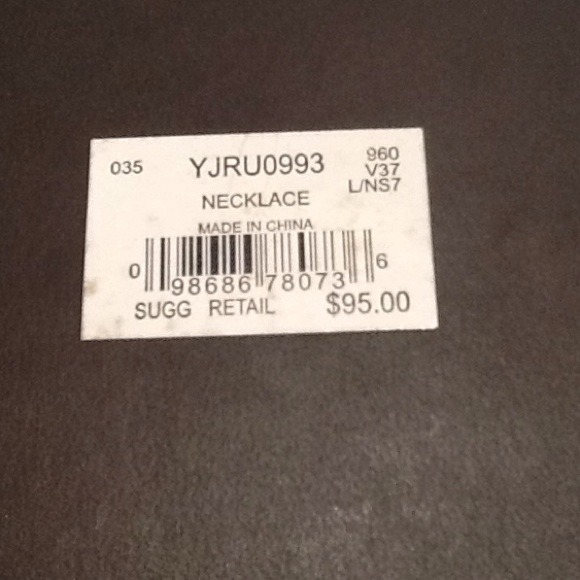 035 YJRU0993 960
V37
NECKLACE L/NS7
MADE IN CHINA
0 98686 78073 6
SUGG RETAIL $95.00